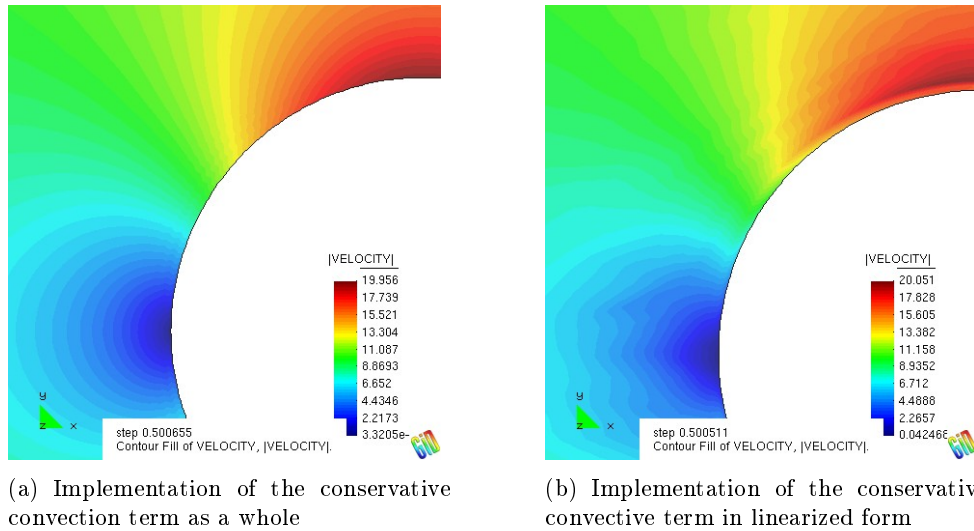 |VELOCITY|
19.956
17.739
15.521
13.304
11.087
8.8693
6.652
4.4346
2.2173
3.3205e-
y
z
x
step 0.500655
Contour Fill of VELOCITY, |VELOCITY|.
(a) Implementation of the conservative
convection term as a whole
|VELOCITY|
20.051
17.828
15.605
13.382
11.158
8.9353
6.712
4.4888
2.2657
0.042466
y
z
x
step 0.500511
Contour Fill of VELOCITY, |VELOCITY|.
(b) Implementation of the conservativ
convective term in linearized form